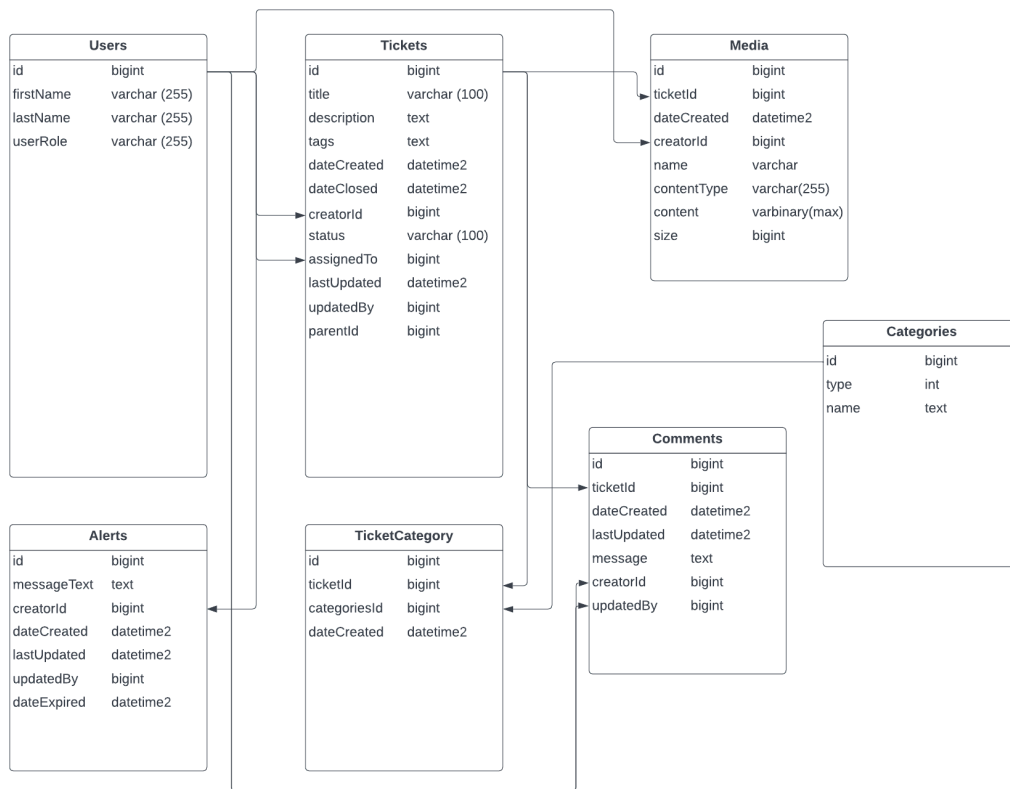 Users
id bigint
firstName varchar (255)
lastName varchar (255)
userRole varchar (255)
Tickets
id bigint
title varchar (100)
description text
tags text
dateCreated datetime2
dateClosed datetime2
creatorId bigint
status varchar (100)
assignedTo bigint
lastUpdated datetime2
updatedBy bigint
parentId bigint
Media
id bigint
ticketId bigint
dateCreated datetime2
creatorId bigint
name varchar
contentType varchar(255)
content varbinary(max)
size bigint
Categories
id bigint
type int
name text
Comments
id bigint
ticketId bigint
dateCreated datetime2
lastUpdated datetime2
message text
creatorId bigint
updatedBy bigint
Alerts
id bigint
messageText text
creatorId bigint
dateCreated datetime2
lastUpdated datetime2
updatedBy bigint
dateExpired datetime2
TicketCategory
id bigint
ticketId bigint
categoriesId bigint
dateCreated datetime2